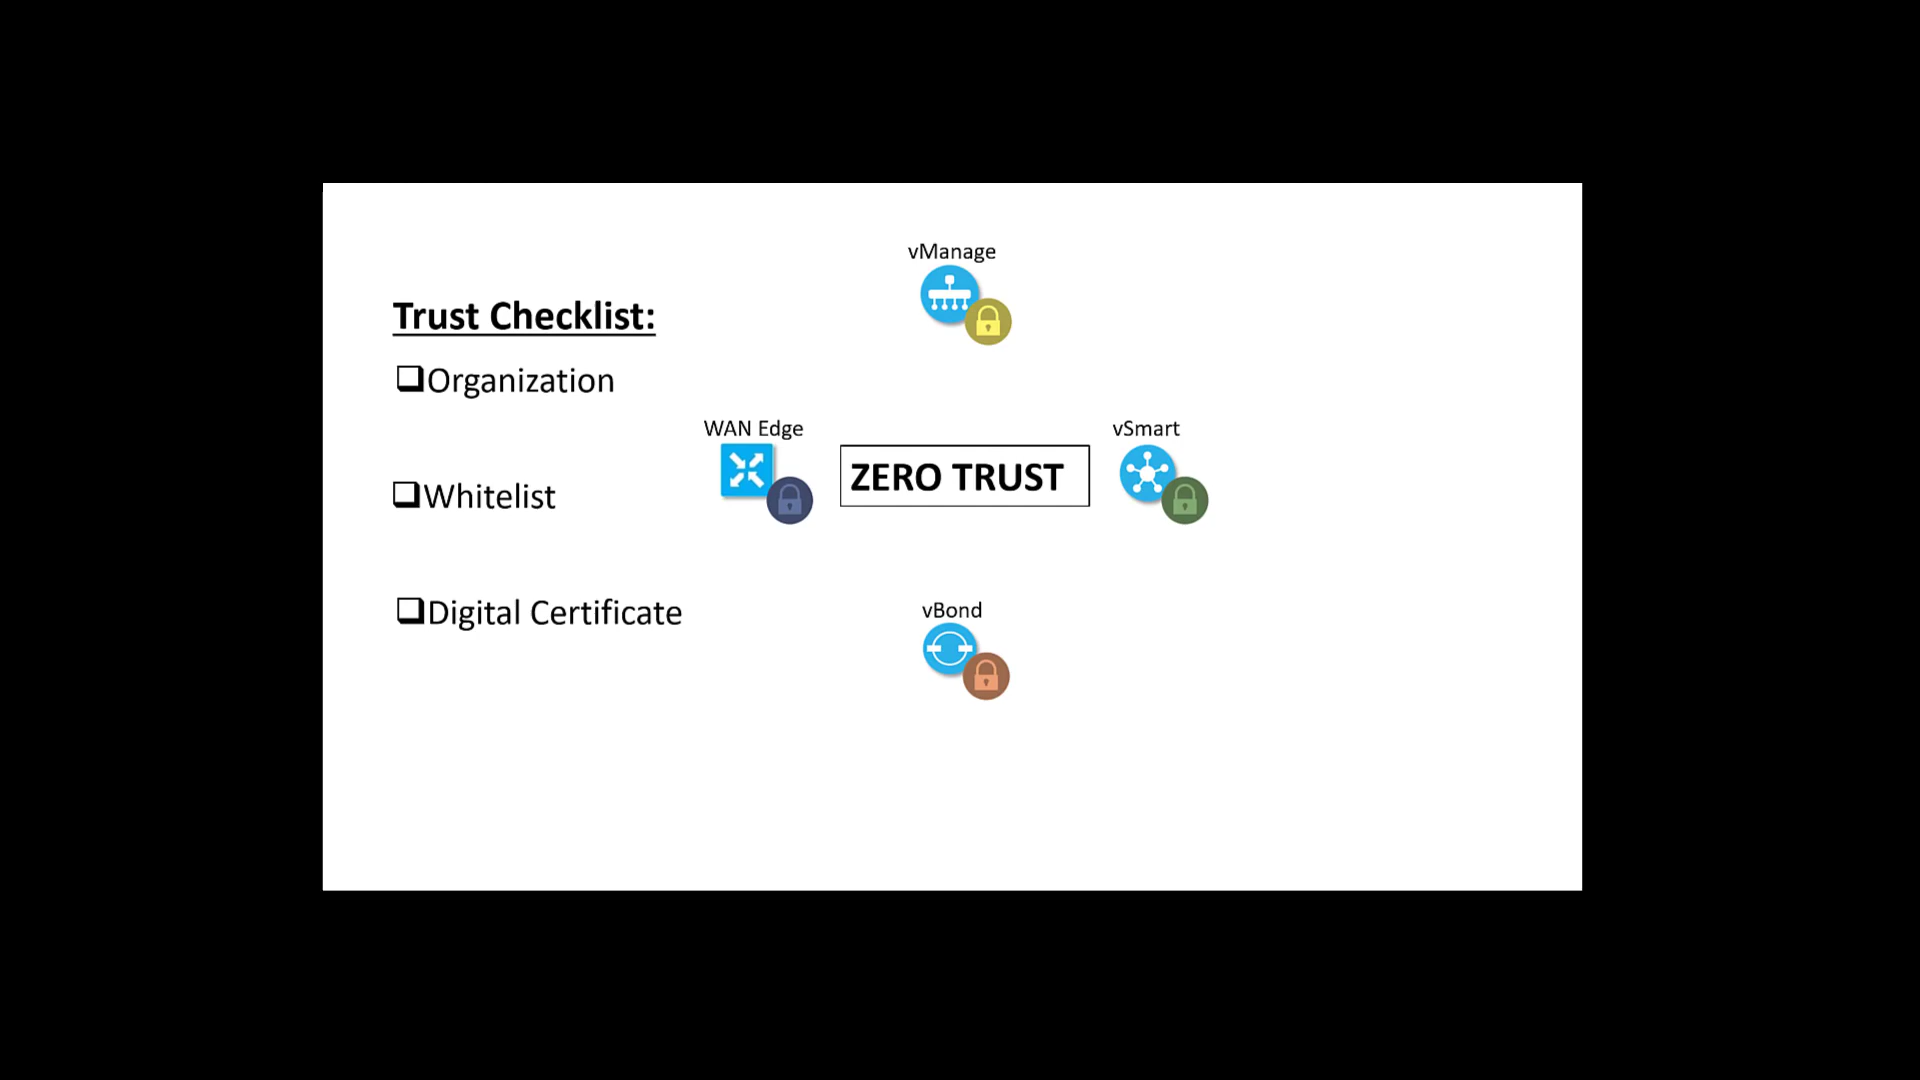 vManage
Trust Checklist:
Organization
WAN Edge
vSmart
ZERO TRUST
Whitelist
vBond
Digital Certificate